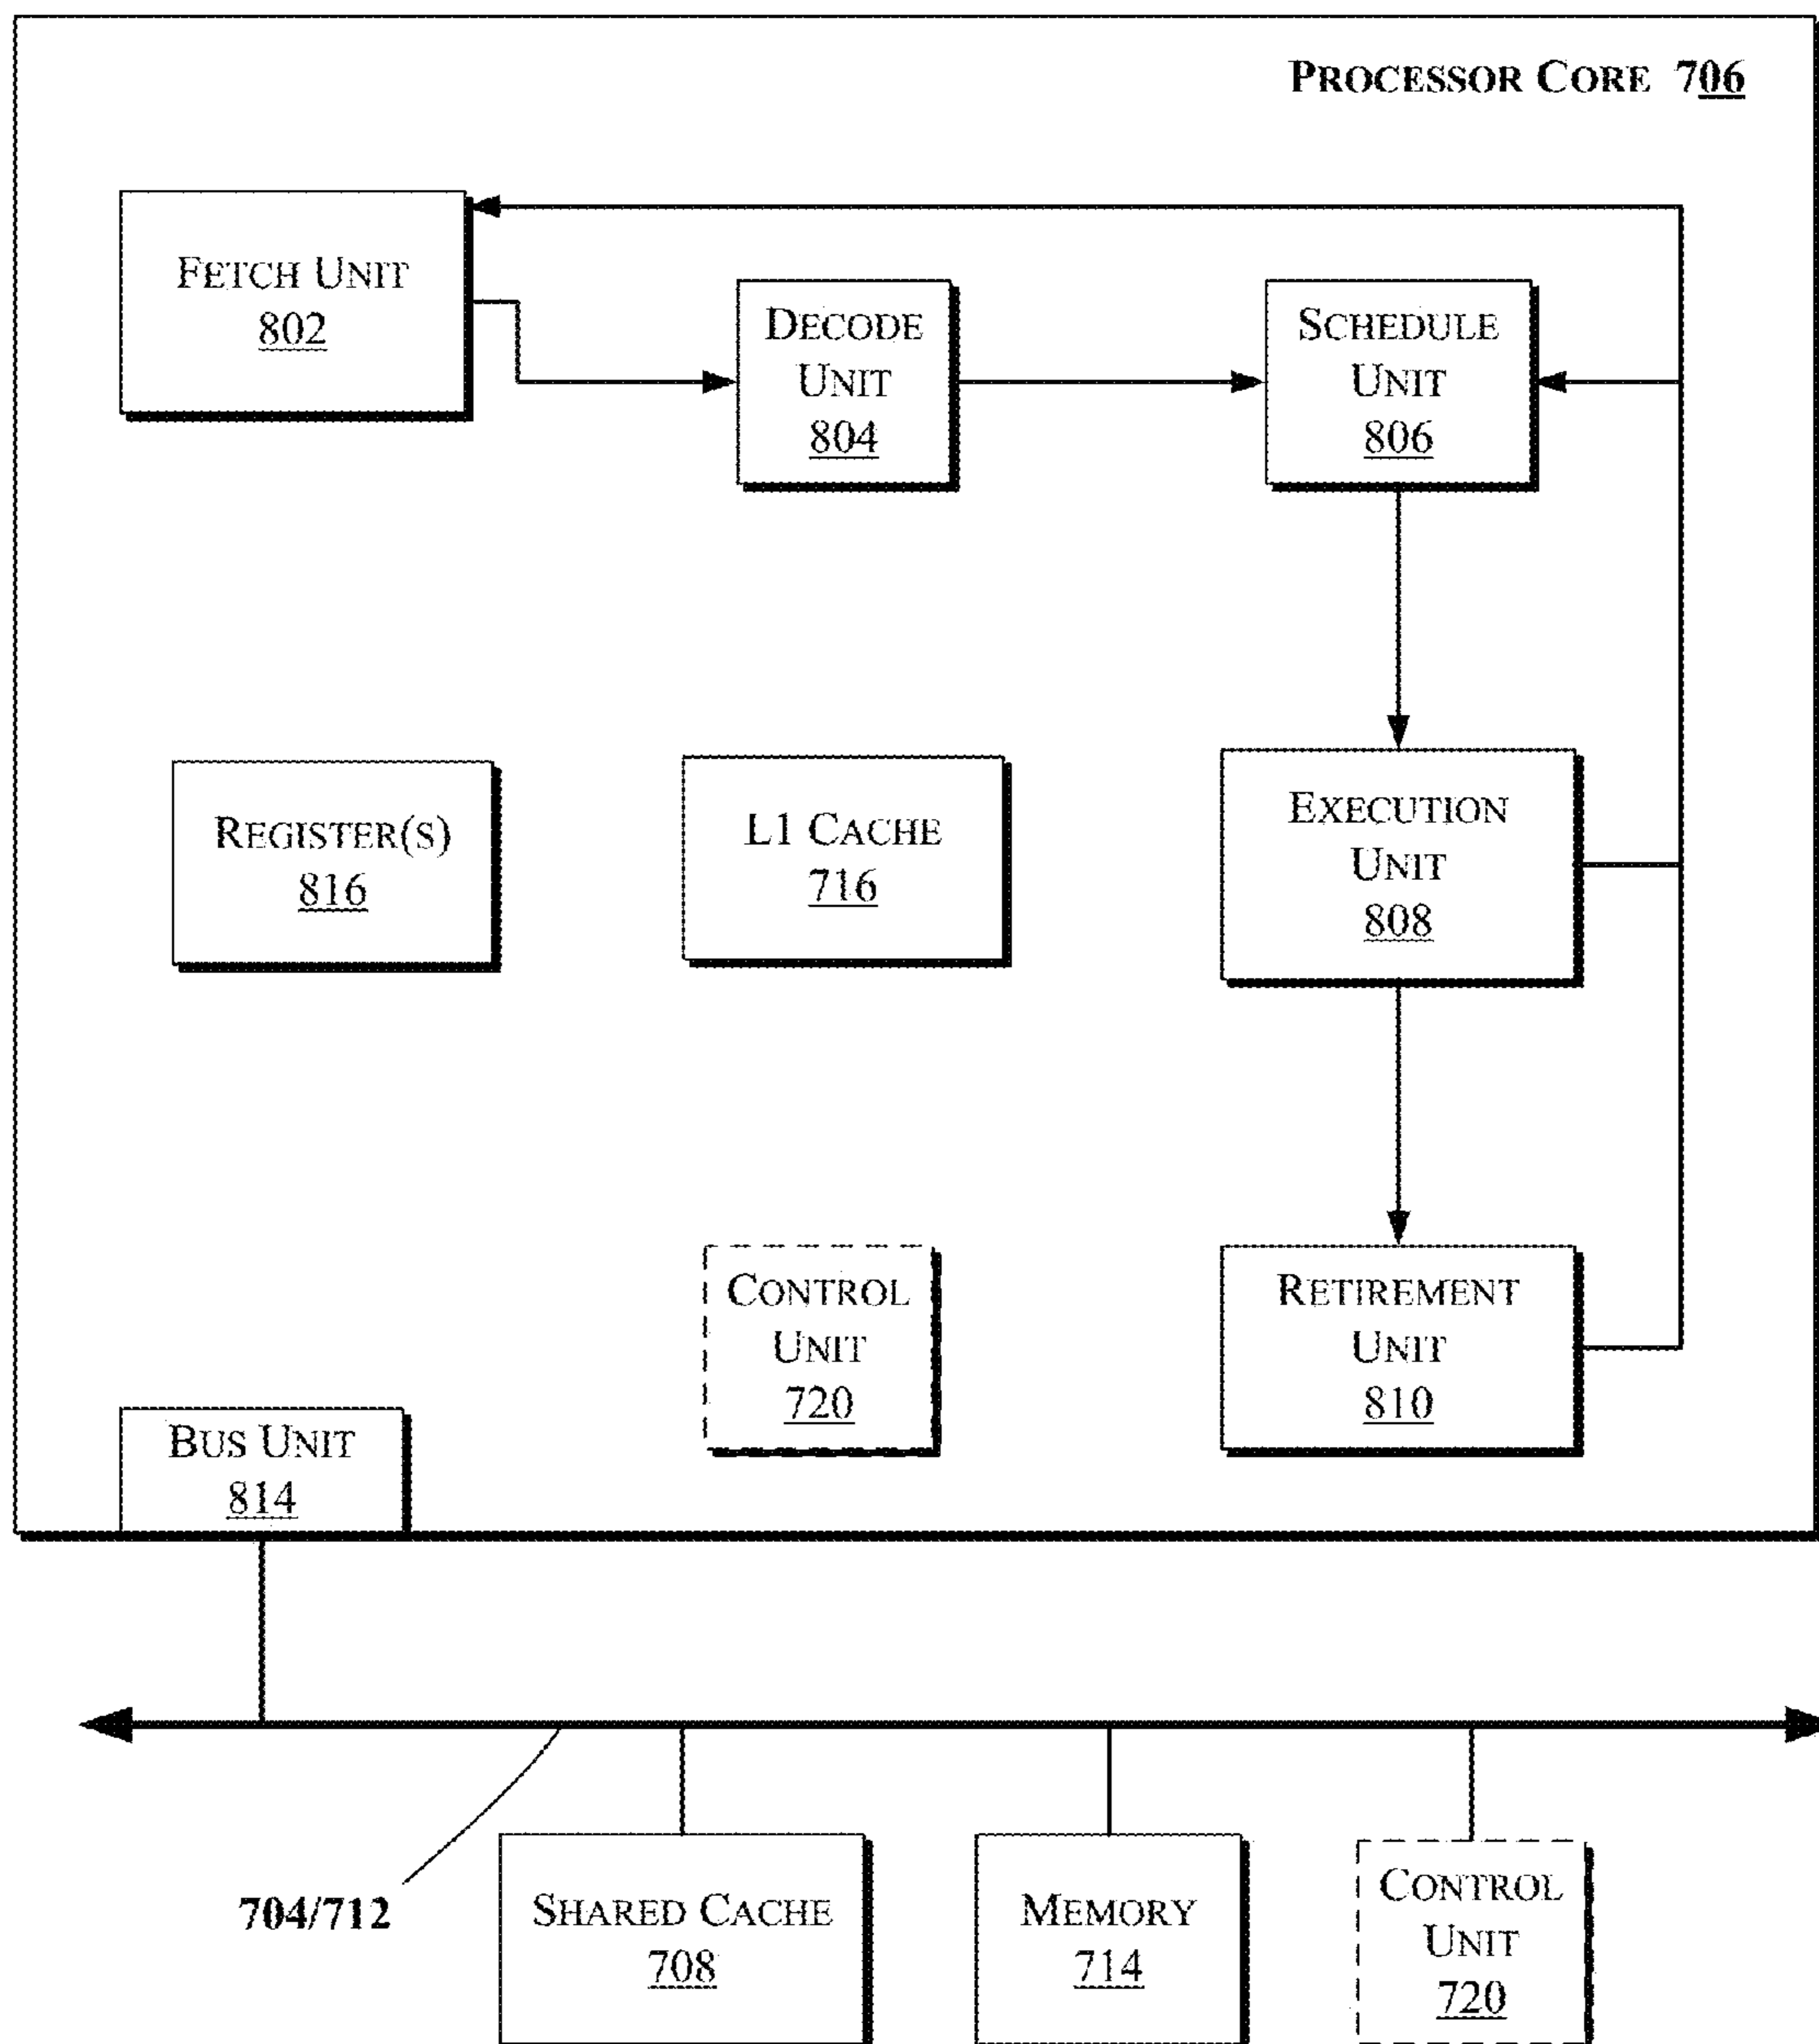 PROCESSOR CORE 706
FETCH UNIT
802
DECODE
UNIT
804
SCHEDULE
UNIT
806
REGISTER(S)
816
L1 CACHE
716
EXECUTION
UNIT
808
CONTROL
UNIT
720
RETIREMENT
UNIT
810
BUS UNIT
814
704/712
SHARED CACHE
708
MEMORY
714
CONTROL
UNIT
720